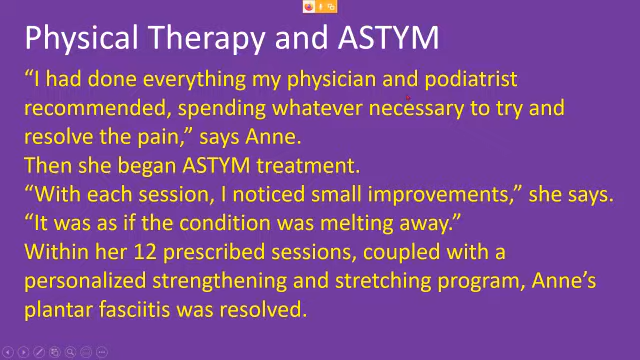 Physical Therapy and ASTYM
“I had done everything my physician and podiatrist
recommended, spending whatever necessary to try and
resolve the pain,” says Anne.
Then she began ASTYM treatment.
“With each session, I noticed small improvements,” she says.
“It was as if the condition was melting away.”
Within her 12 prescribed sessions, coupled with a
personalized strengthening and stretching program, Anne’s
plantar fasciitis was resolved.